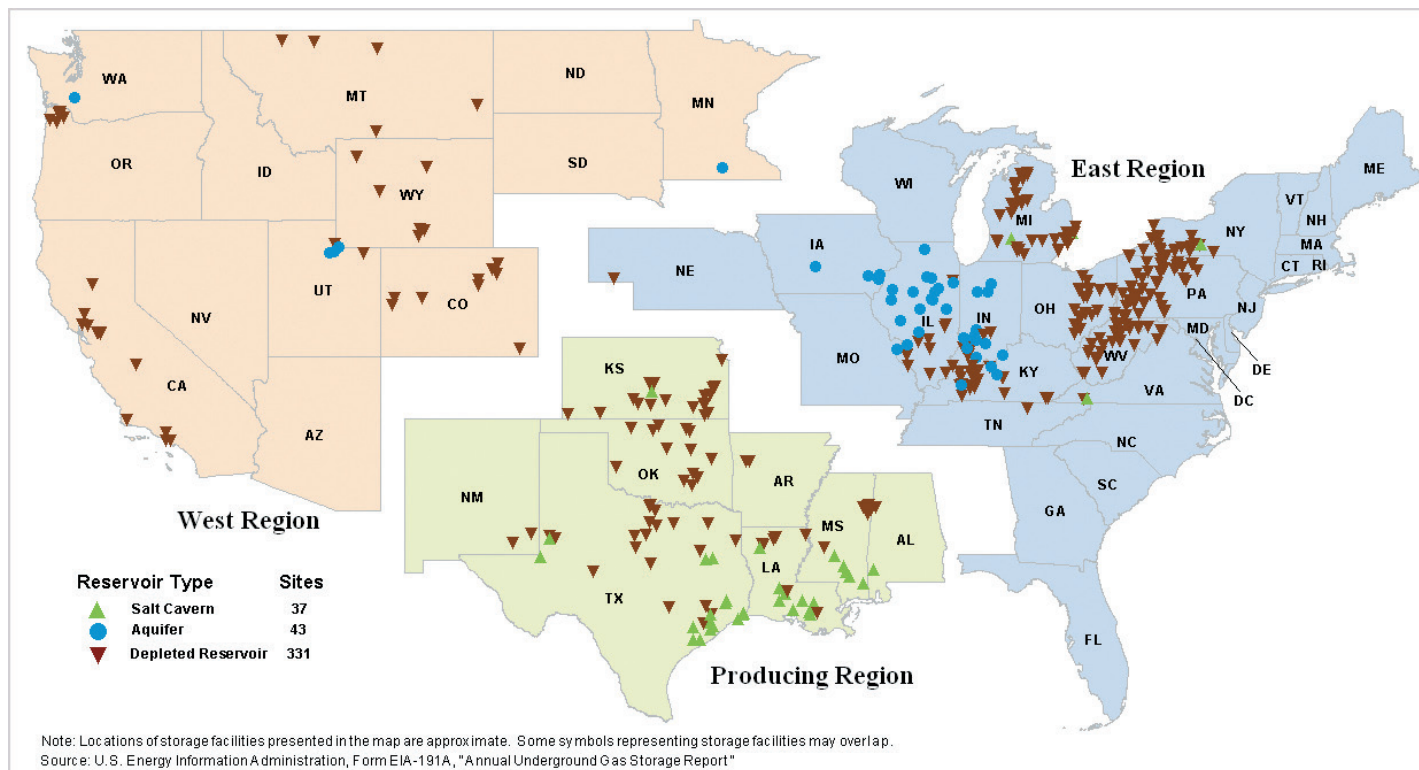 WA
MT
ND
MN
OR
ID
SD
WY
NV
UT
CO
CA
AZ
West Region
East Region
WI
MI
ME
VT
NH
NY
MA
CT
RI
IA
NE
PA
NJ
OH
IL
IN
MD
MO
WV
DE
KY
VA
DC
TN
NC
SC
GA
FL
KS
OK
AR
NM
MS
AL
LA
TX
Producing Region
Reservoir Type Sites
Salt Cavern 37
Aquifer 43
Depleted Reservoir 331
Note: Locations of storage facilities presented in the map are approximate. Some symbols representing storage facilities may overlap.
Source: U.S. Energy Information Administration, Form EIA-191A, "Annual Underground Gas Storage Report"